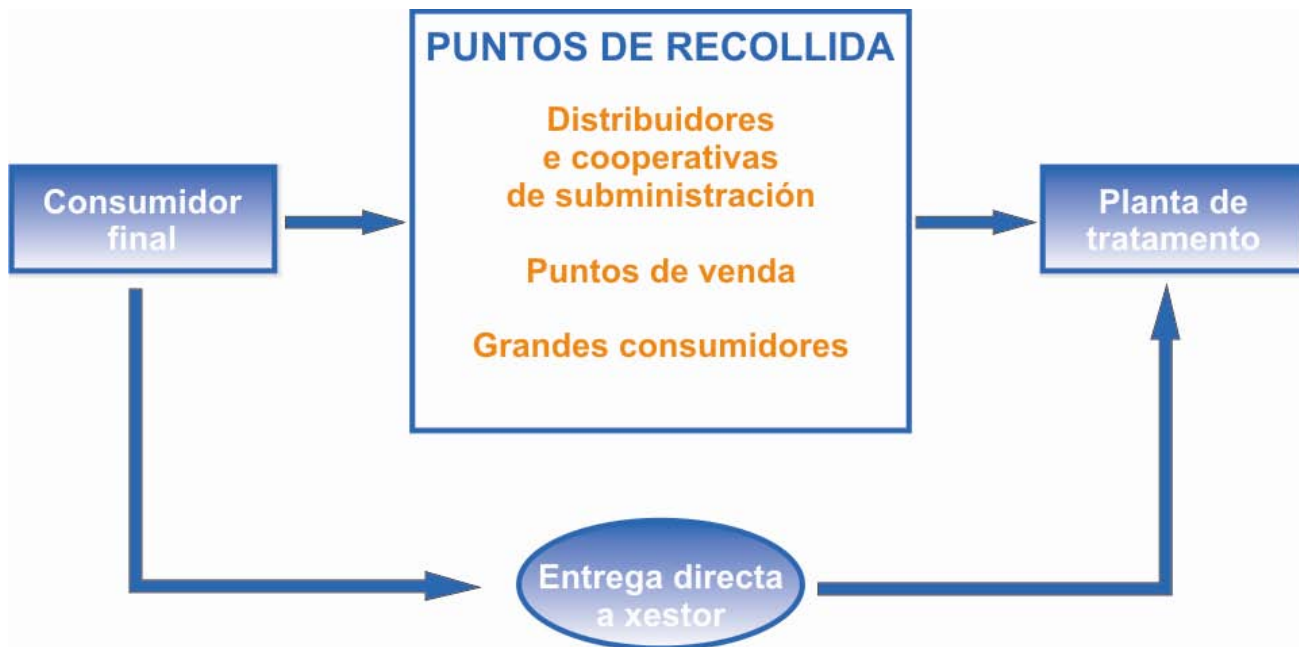 PUNTOS DE RECOLLIDA
Distribuidores
e cooperativas
de subministración
Puntos de venda
Grandes consumidores
Consumidor
final
Planta de
tratamento
Entrega directa
a xestor